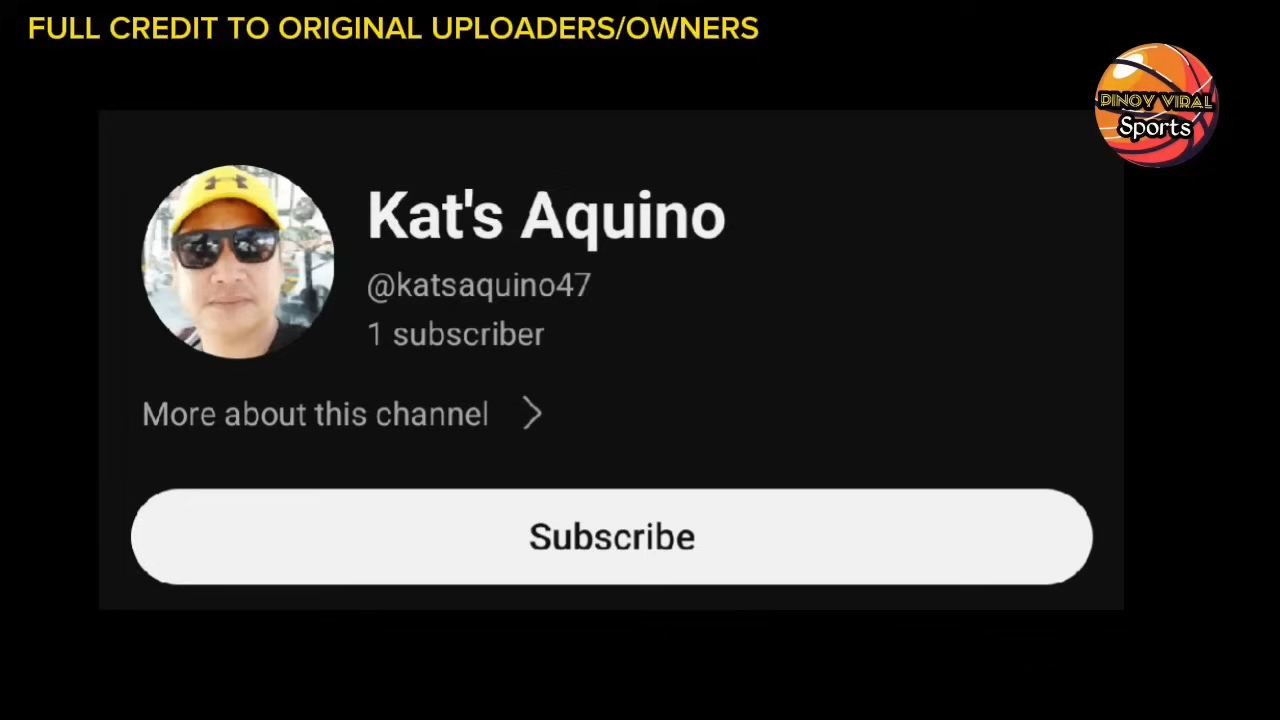 FULL CREDIT TO ORIGINAL UPLOADERS/OWNERS
PINOY VIRAL
Sports
Kat's Aquino
@katsaquino47
1 subscriber
More about this channel
Subscribe